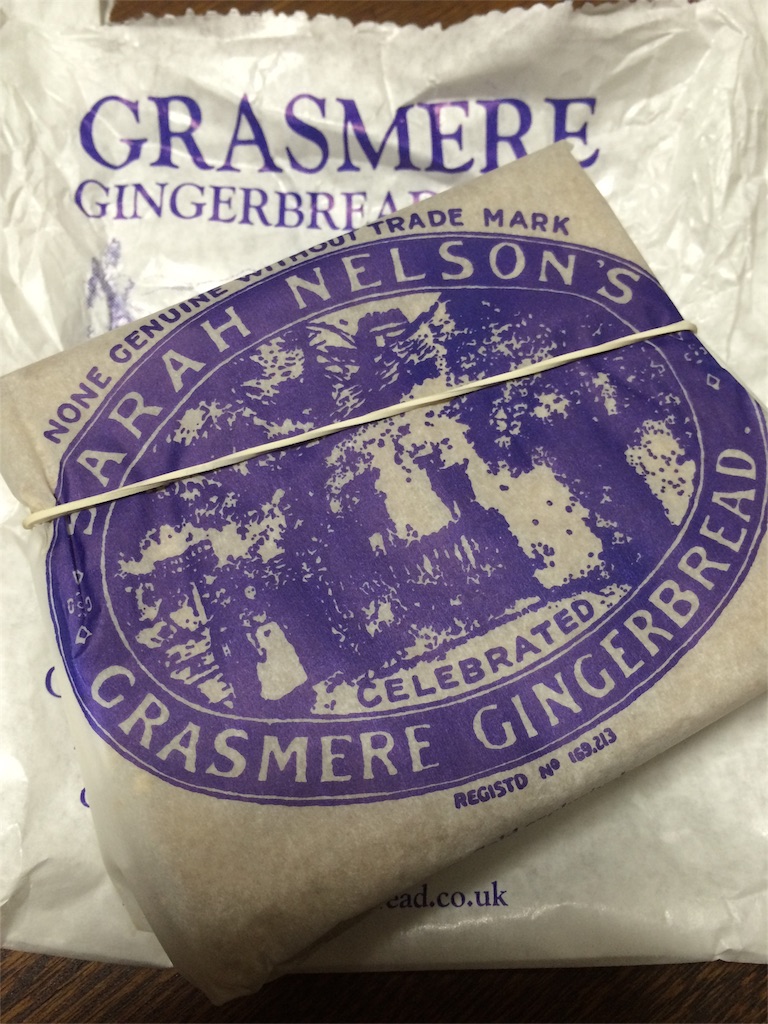 GRASMERE
GINGERBREA
NONE GENUINE WITHOUT TRADE MARK
SARAH NELSON'S
CELEBRATED
GRASMERE GINGERBREAD
REGISTD Nº 169.213
ead.co.uk